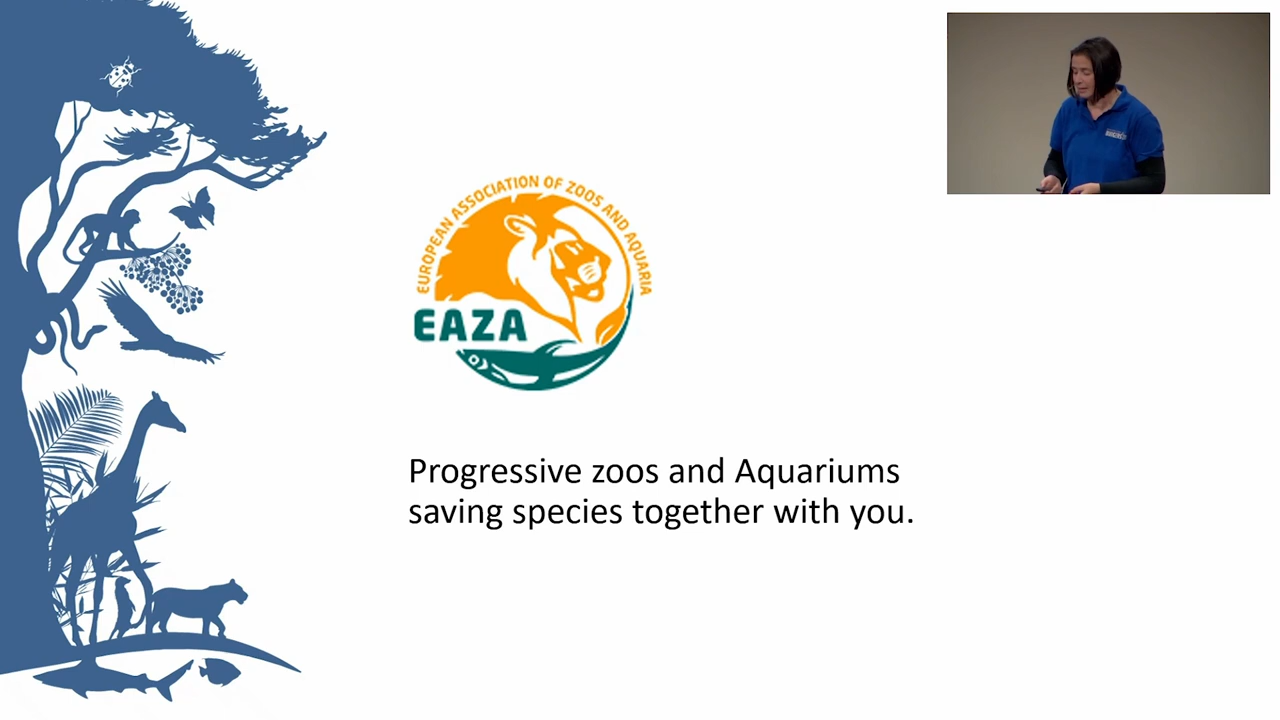 EUROPEAN ASSOCIATION OF ZOOS AND AQUARIA
EAZA
Progressive zoos and Aquariums
saving species together with you.